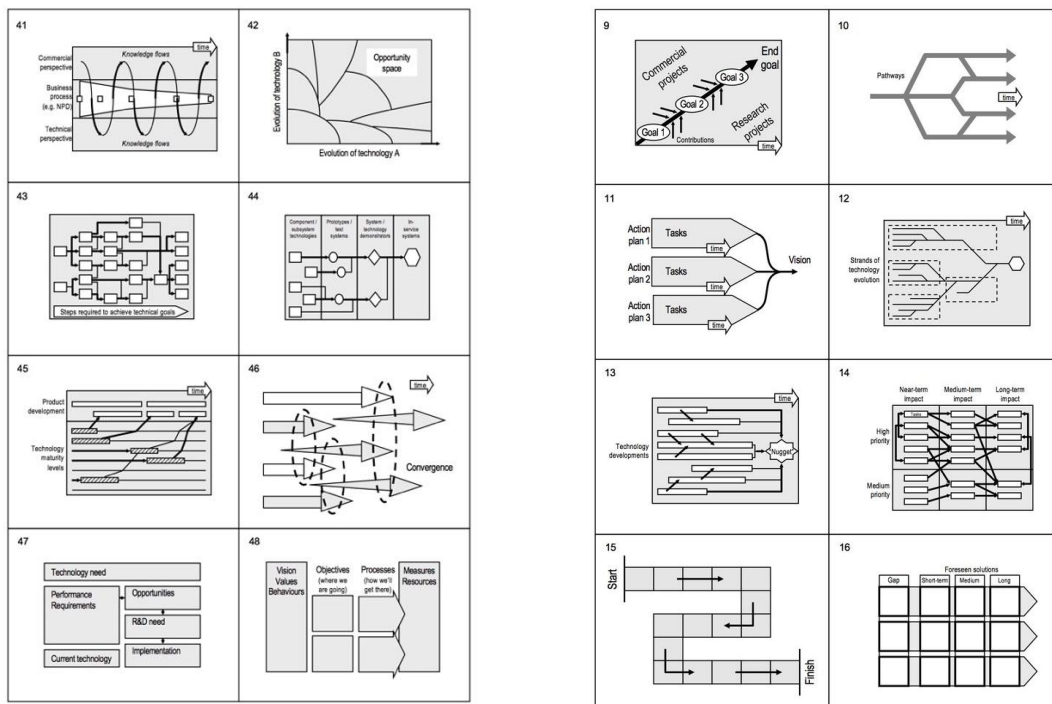 41
time
Knowledge flows
Commercial
perspective
Business
process
(e.g. NPD)
Technical
perspective
Knowledge flows
42
Evolution of technology B
Opportunity
space
Evolution of technology A
43
Steps required to achieve technical goals
44
Component /
subsystem
technologies
Prototypes /
test
systems
System /
technology
demonstrators
In-
service
systems
45
time
Product
development
Technology
maturity
levels
46
time
Convergence
47
Technology need
Performance
Requirements
Opportunities
R&D need
Implementation
Current technology
48
Vision
Values
Behaviours
Objectives
(where we
are going)
Processes
(how we'll
get there)
Measures
Resources
9
Commercial
projects
End
goal
Goal 3
Goal 2
Goal 1
Research
projects
Contributions
time
10
Pathways
time
11
Action
plan 1
Tasks
time
Action
plan 2
Tasks
time
Action
plan 3
Tasks
time
Vision
12
time
Strands of
technology
evolution
13
time
Technology
developments
Nugget
14
Near-term
impact
Medium-term
impact
Long-term
impact
High
priority
Tasks
Medium
priority
15
Start
Finish
16
Foreseen solutions
Gap
Short-term
Medium
Long